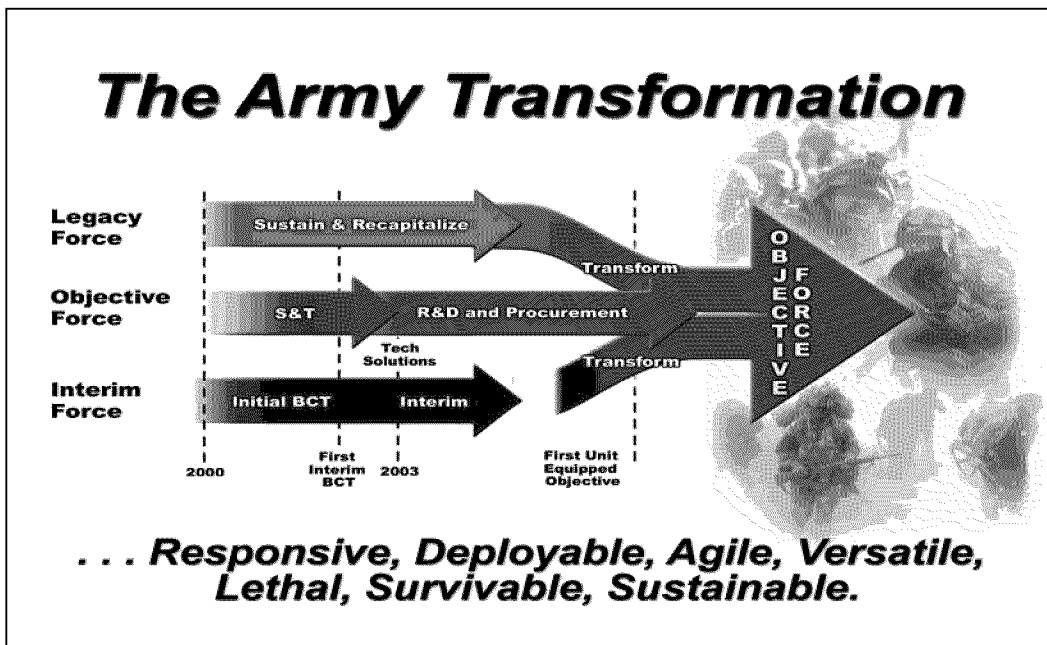 The Army Transformation
Legacy
Force
Sustain & Recapitalize
Transform
Objective
Force
S&T
R&D and Procurement
Tech
Solutions
Transform
Interim
Force
Initial BCT
Interim
OBJECTIVE
FORCE
2000
First
Interim
BCT
2003
First Unit
Equipped
Objective
. . . Responsive, Deployable, Agile, Versatile,
Lethal, Survivable, Sustainable.